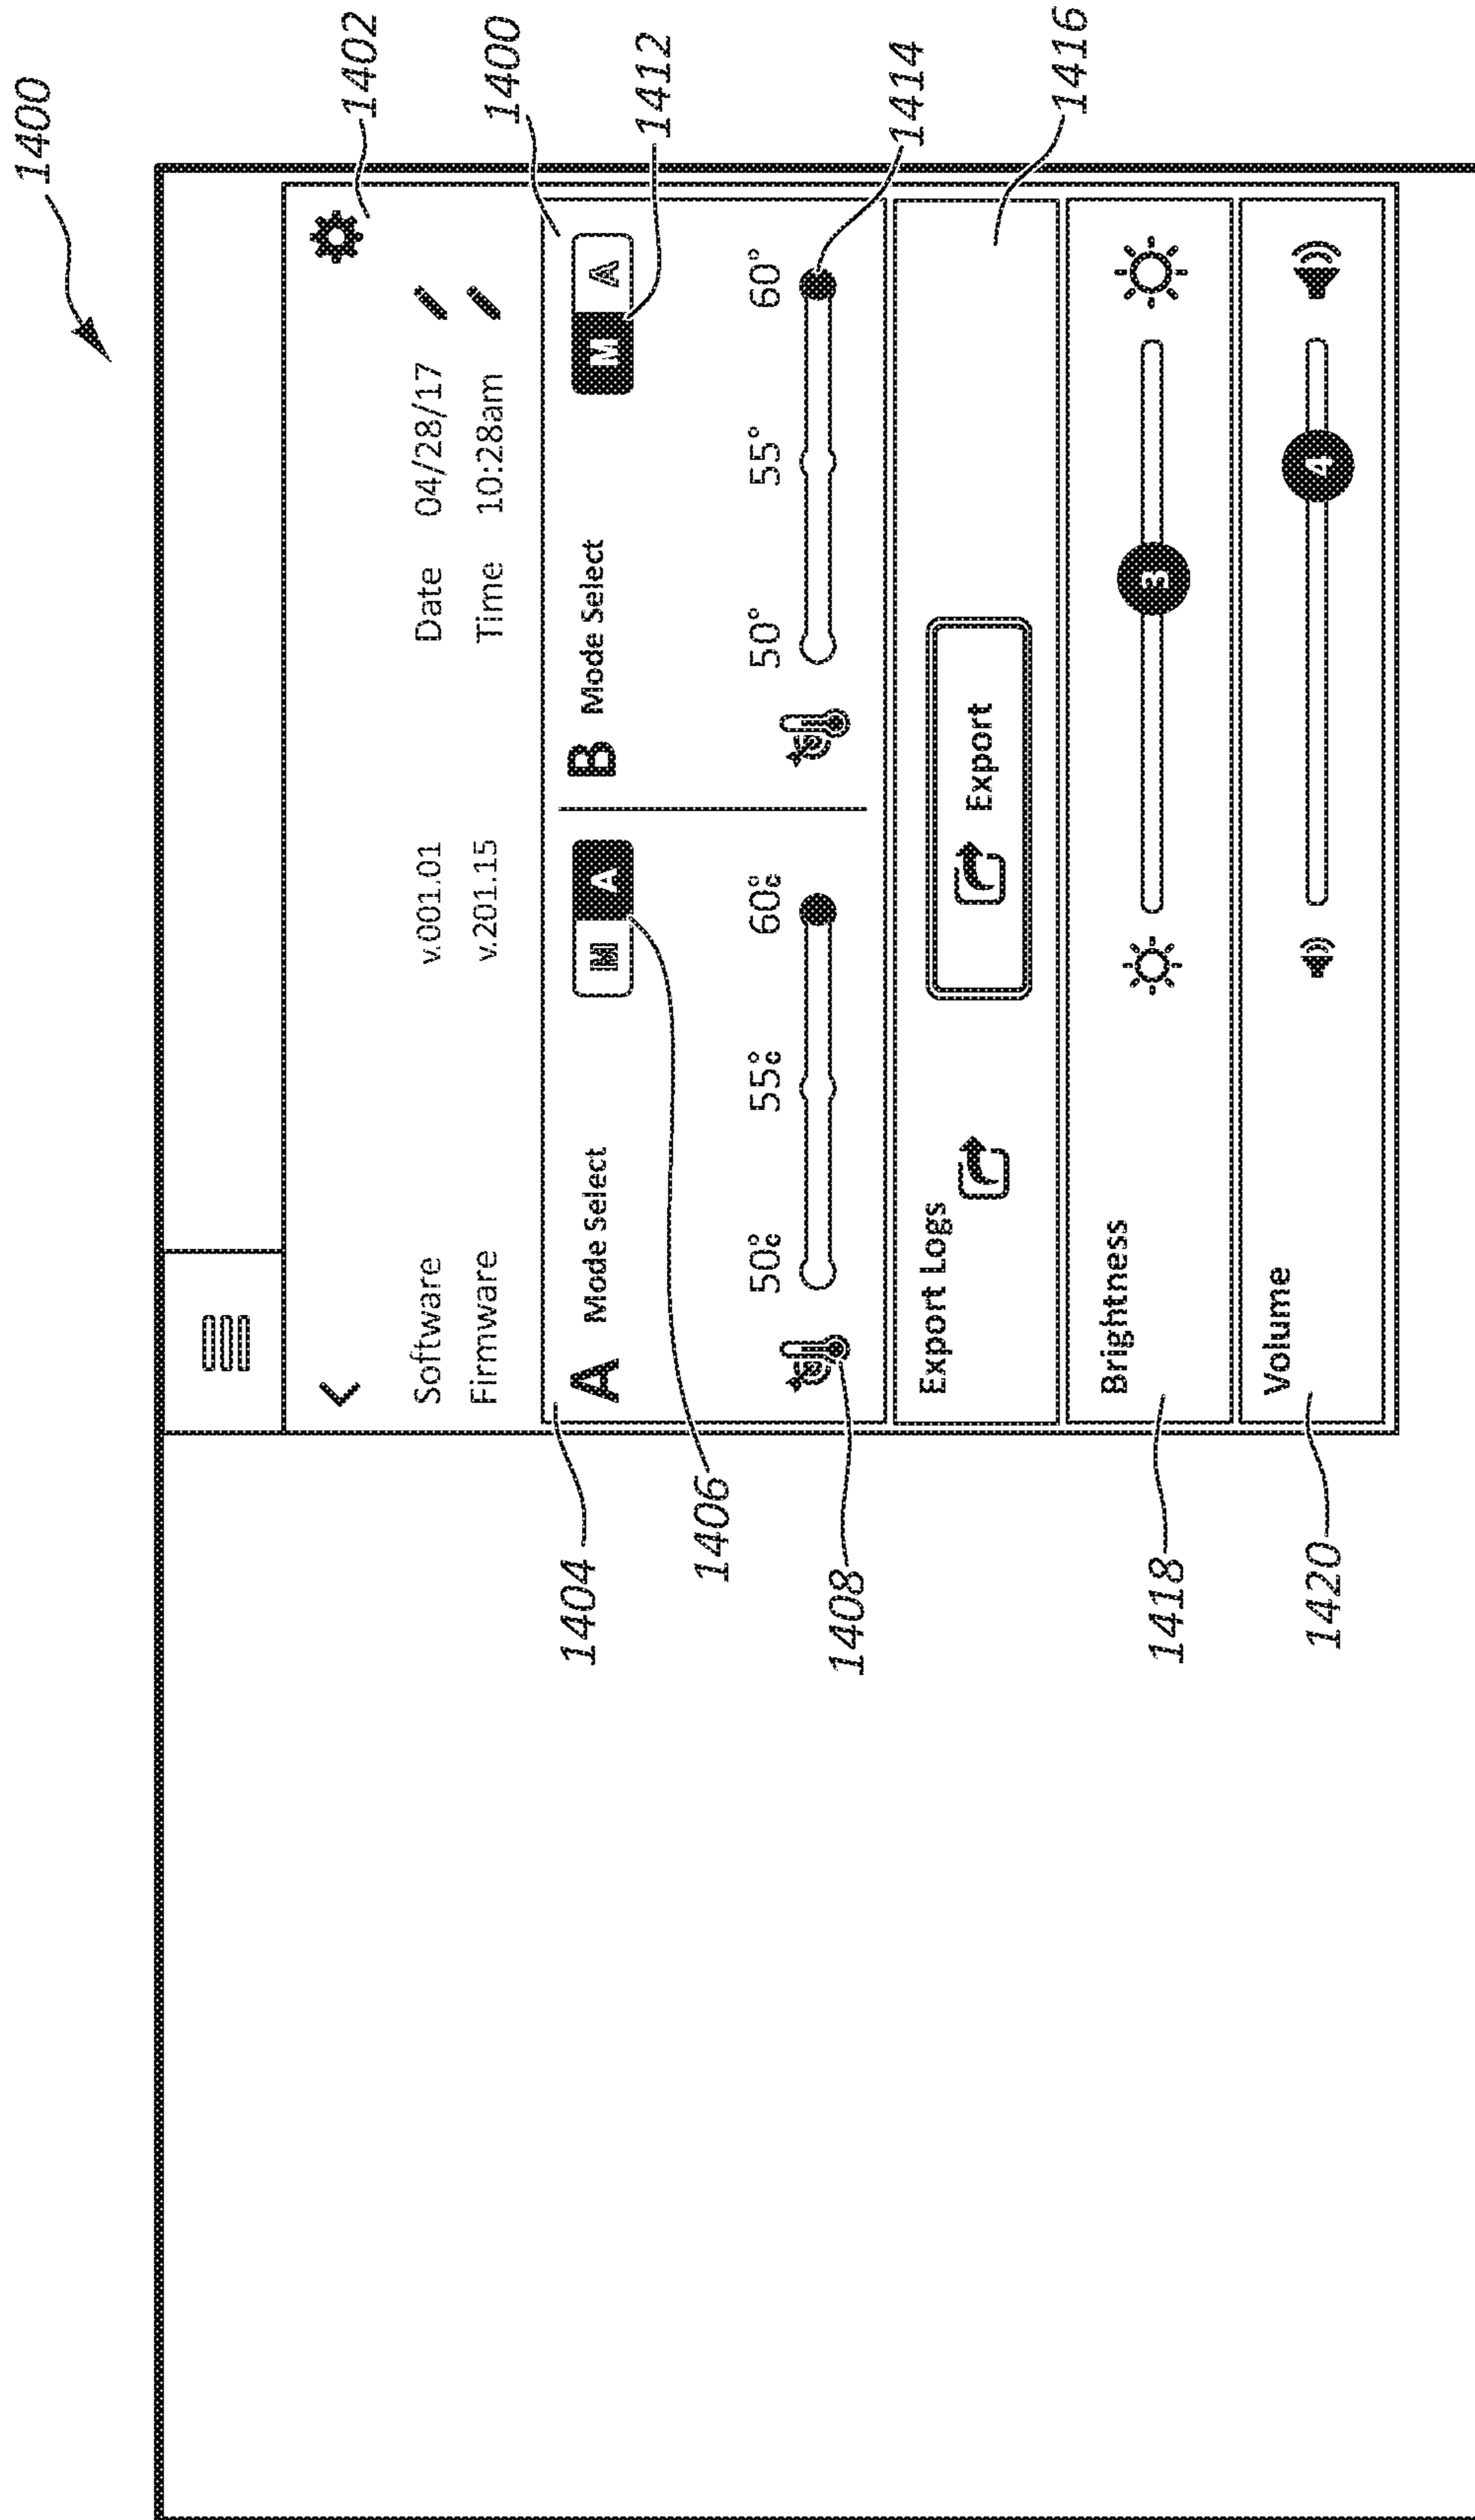 1400
1402
Software v.001.01 Date 04/28/17
Firmware v.201.15 Time 10:28am
1404
1400
A Mode Select M A
B Mode Select M A
1406
1412
50°c 55°c 60°c
50° 55° 60°
1408
1414
Export Logs
Export
1416
Brightness
3
1418
Volume
4
1420